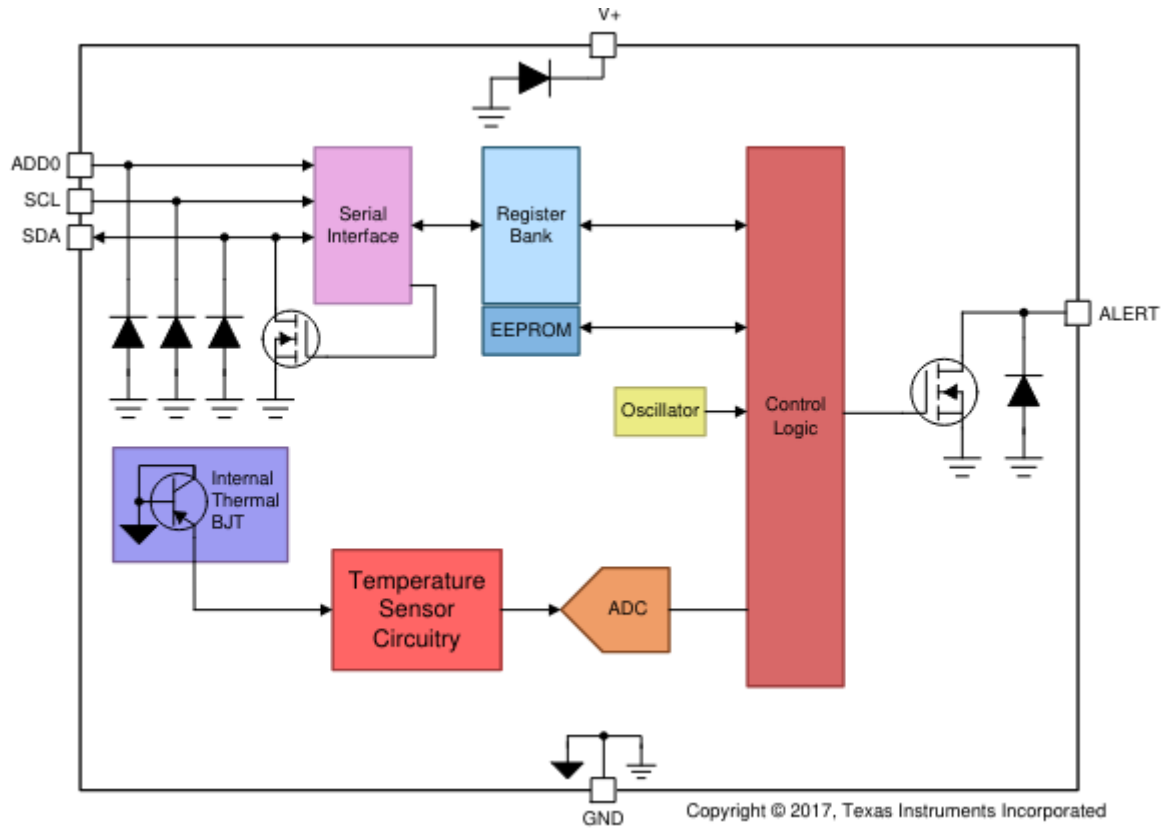 V+
ADD0
SCL
SDA
Serial
Interface
Register
Bank
EEPROM
ALERT
Oscillator
Control
Logic
Internal
Thermal
BJT
Temperature
Sensor
Circuitry
ADC
GND
Copyright © 2017, Texas Instruments Incorporated